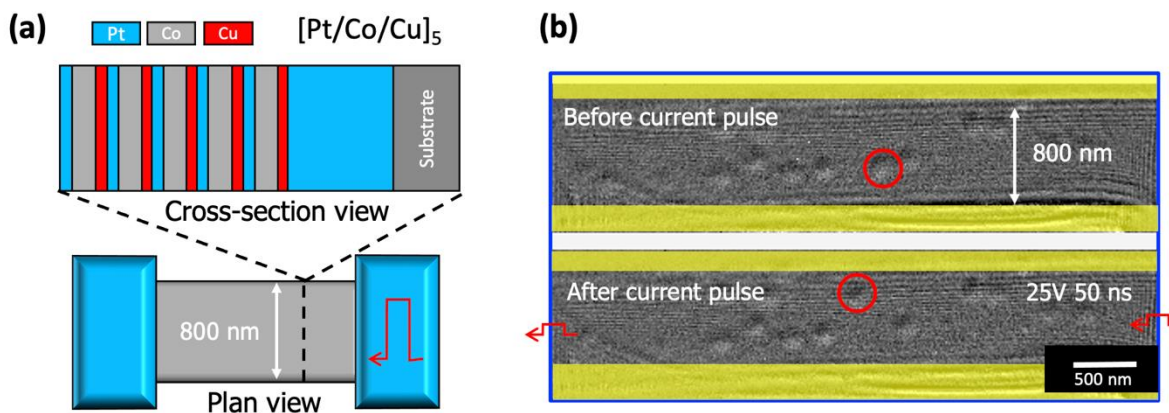 (a)
Pt Co Cu [Pt/Co/Cu]₅
Substrate
Cross-section view
800 nm
Plan view
(b)
Before current pulse
800 nm
After current pulse
25V 50 ns
500 nm